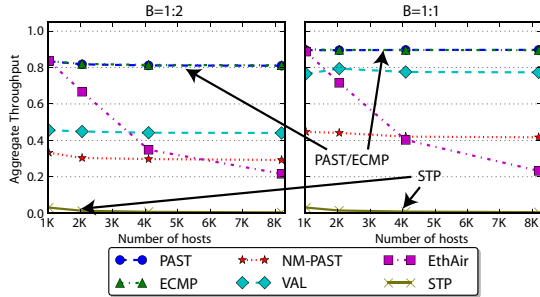 B=1:2
B=1:1
Aggregate Throughput
1.0
0.8
0.6
0.4
0.2
0.0
PAST/ECMP
STP
1K 2K 3K 4K 5K 6K 7K 8K
1K 2K 3K 4K 5K 6K 7K 8K
Number of hosts
Number of hosts
PAST
NM-PAST
EthAir
ECMP
VAL
STP